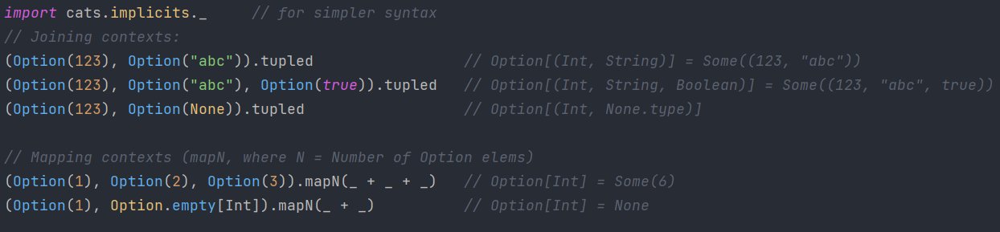 import cats.implicits._     // for simpler syntax
// Joining contexts:
(Option(123), Option("abc")).tupled                 // Option[(Int, String)] = Some((123, "abc"))
(Option(123), Option("abc"), Option(true)).tupled   // Option[(Int, String, Boolean)] = Some((123, "abc", true))
(Option(123), Option(None)).tupled                  // Option[(Int, None.type)]
// Mapping contexts (mapN, where N = Number of Option elems)
(Option(1), Option(2), Option(3)).mapN(_ + _ + _)   // Option[Int] = Some(6)
(Option(1), Option.empty[Int]).mapN(_ + _)          // Option[Int] = None